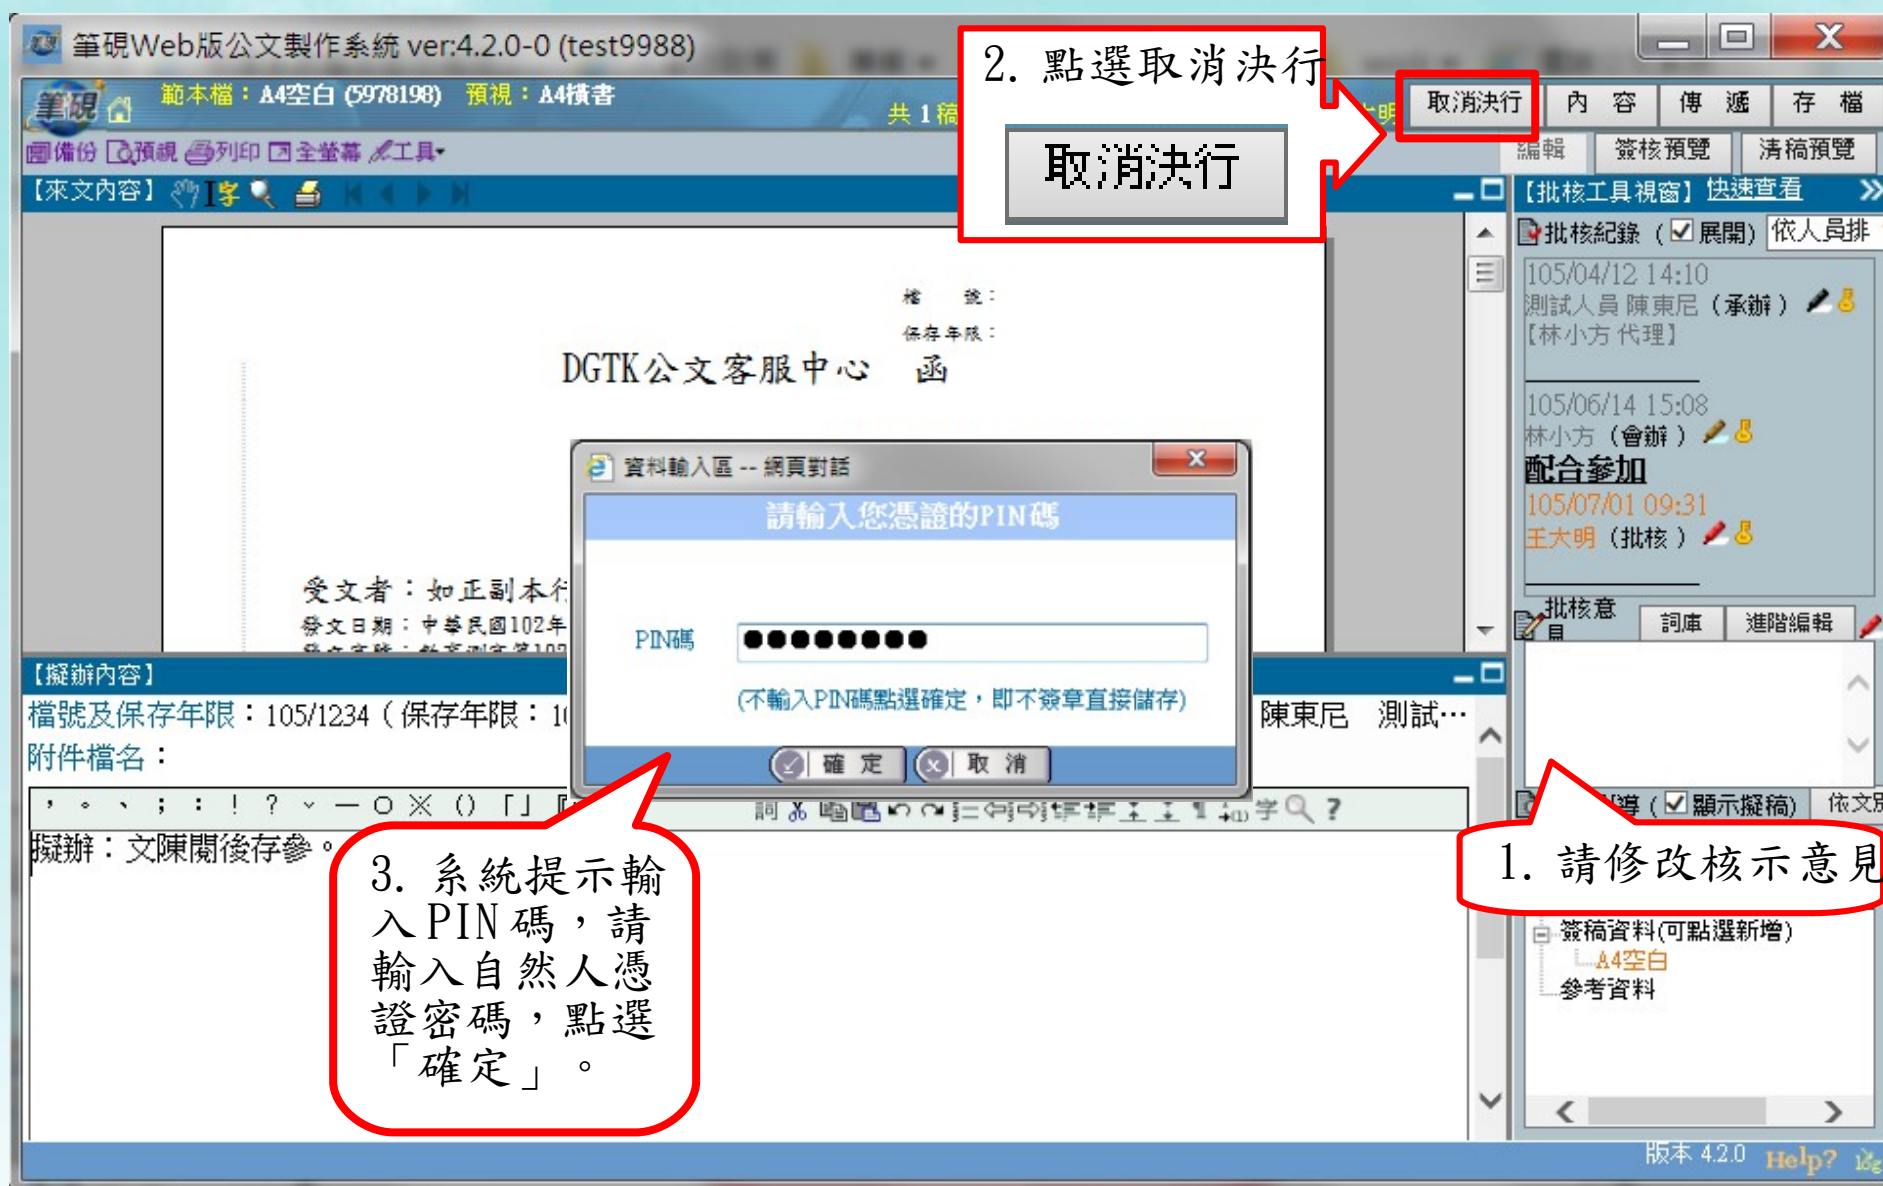 筆硯Web版公文製作系統 ver:4.2.0-0 (test9988)
2. 點選取消決行
取消決行
筆硯
範本檔：A4空白 (5978198) 預視：A4橫書
共 1 稿
取消決行 內 容 傳 遞 存 檔
備份 預視 列印 全螢幕 工具
編輯 簽核預覽 清稿預覽
【來文內容】
【批核工具視窗】 快速查看
批核紀錄 ( 展開) 依人員排
檔 號：
保存年限：
DGTK公文客服中心 函
105/04/12 14:10
測試人員 陳東尼 (承辦)
【林小方 代理】
105/06/14 15:08
林小方 (會辦)
配合參加
105/07/01 09:31
王大明 (批核)
資料輸入區 -- 網頁對話
請輸入您憑證的PIN碼
PIN碼
(不輸入PIN碼點選確定，即不簽章直接儲存)
確 定 取 消
受文者：如正副本行
發文日期：中華民國102年
批核意見 詞庫 進階編輯
【擬辦內容】
檔號及保存年限：105/1234 (保存年限：
陳東尼 測試…
附件檔名：
， 。 、 ； ： ！ ？ ˇ — ○ ※ () 「」
詞 字 ?
擬辦：文陳閱後存參。
導 ( 顯示擬稿) 依文別
1. 請修改核示意見
3. 系統提示輸
入PIN碼，請
輸入自然人憑
證密碼，點選
「確定」。
簽稿資料(可點選新增)
A4空白
參考資料
版本 4.2.0 Help?